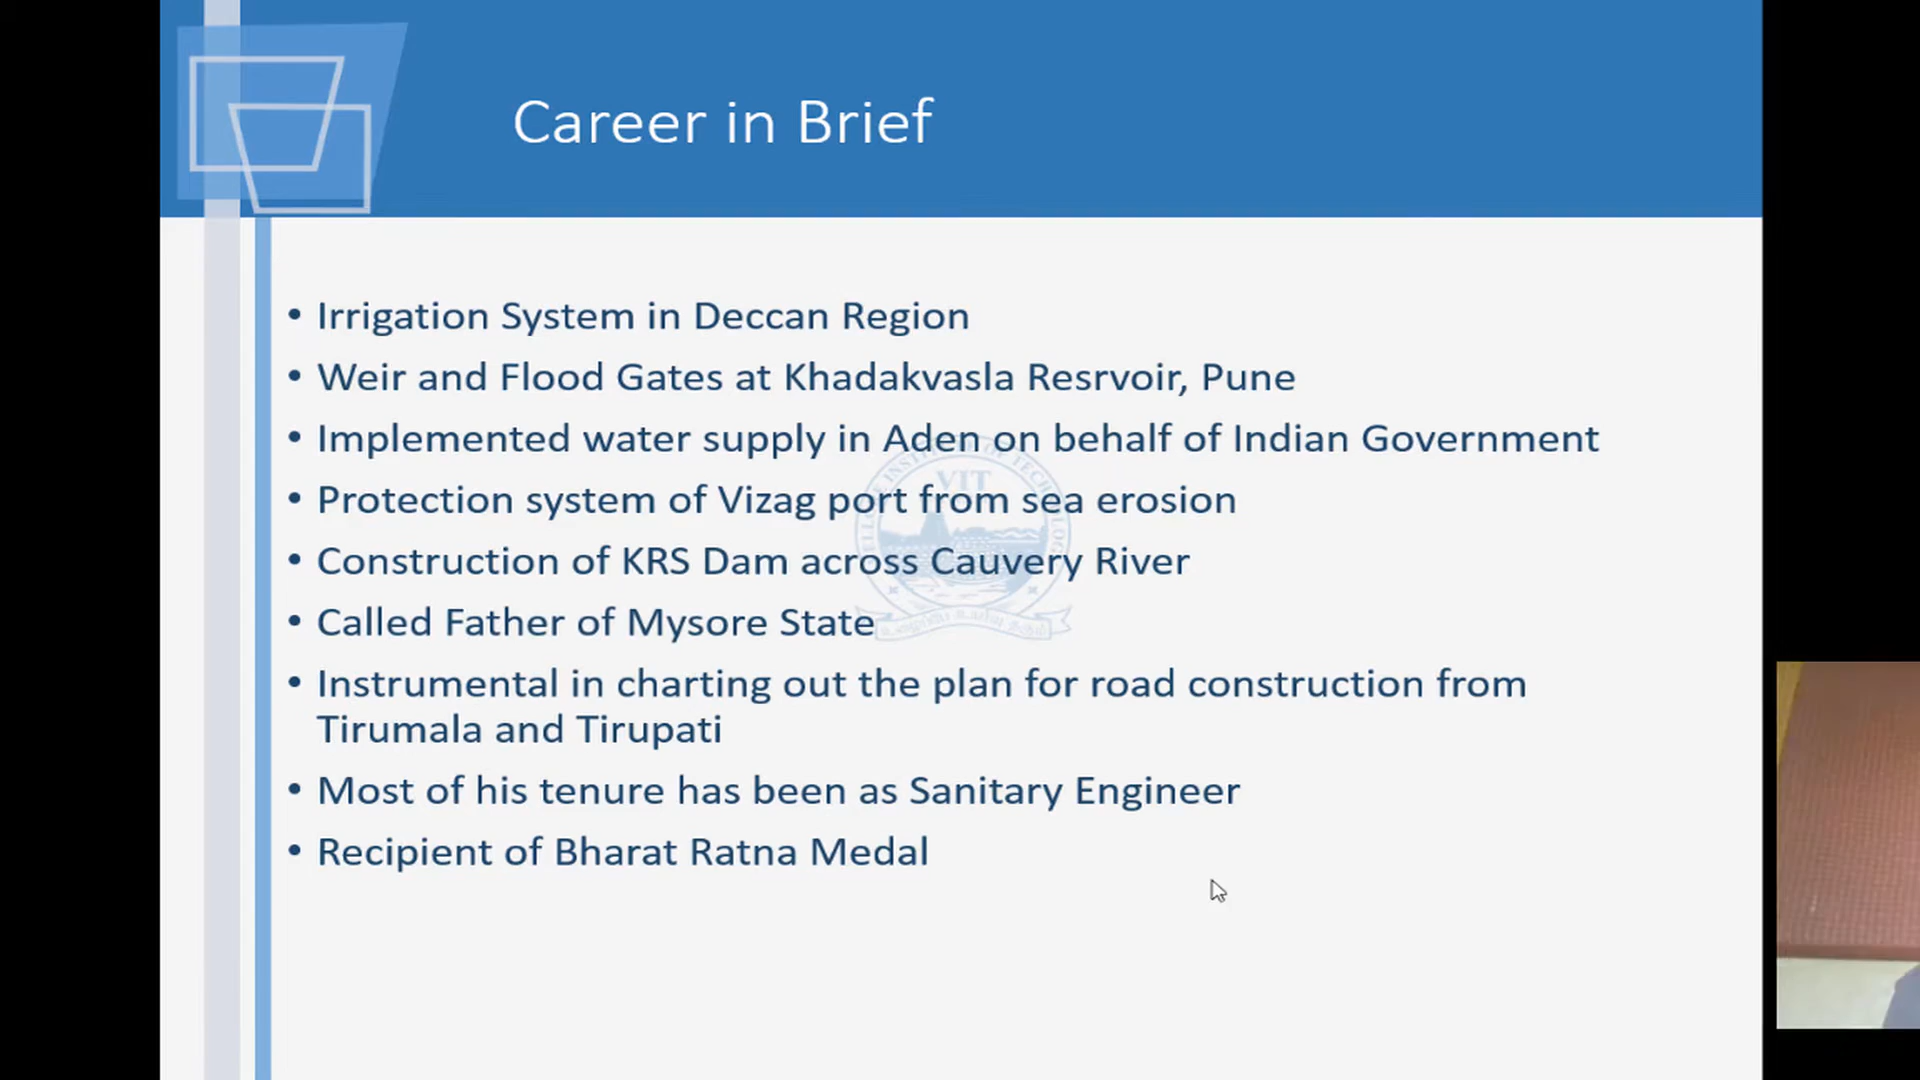 Career in Brief
• Irrigation System in Deccan Region
• Weir and Flood Gates at Khadakvasla Resrvoir, Pune
• Implemented water supply in Aden on behalf of Indian Government
• Protection system of Vizag port from sea erosion
• Construction of KRS Dam across Cauvery River
• Called Father of Mysore State
• Instrumental in charting out the plan for road construction from
Tirumala and Tirupati
• Most of his tenure has been as Sanitary Engineer
• Recipient of Bharat Ratna Medal
VIT